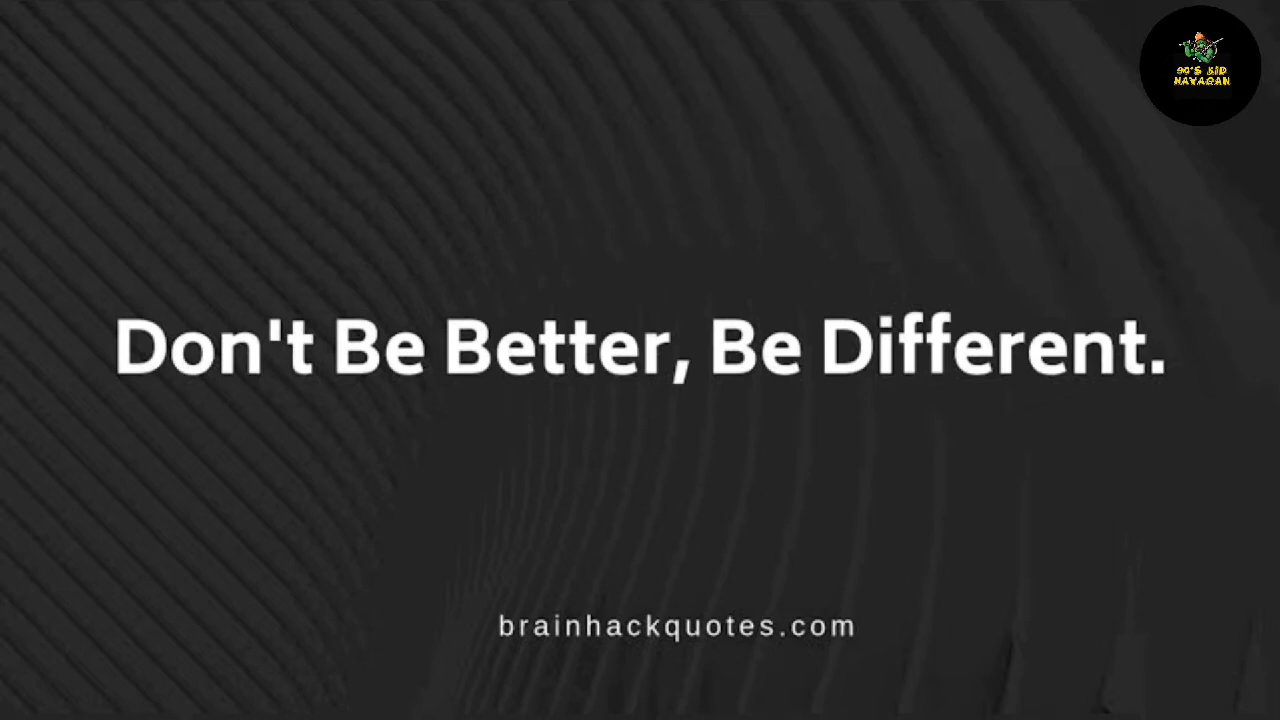 90'S KID
NAYAGAN
Don't Be Better, Be Different.
brainhackquotes.com